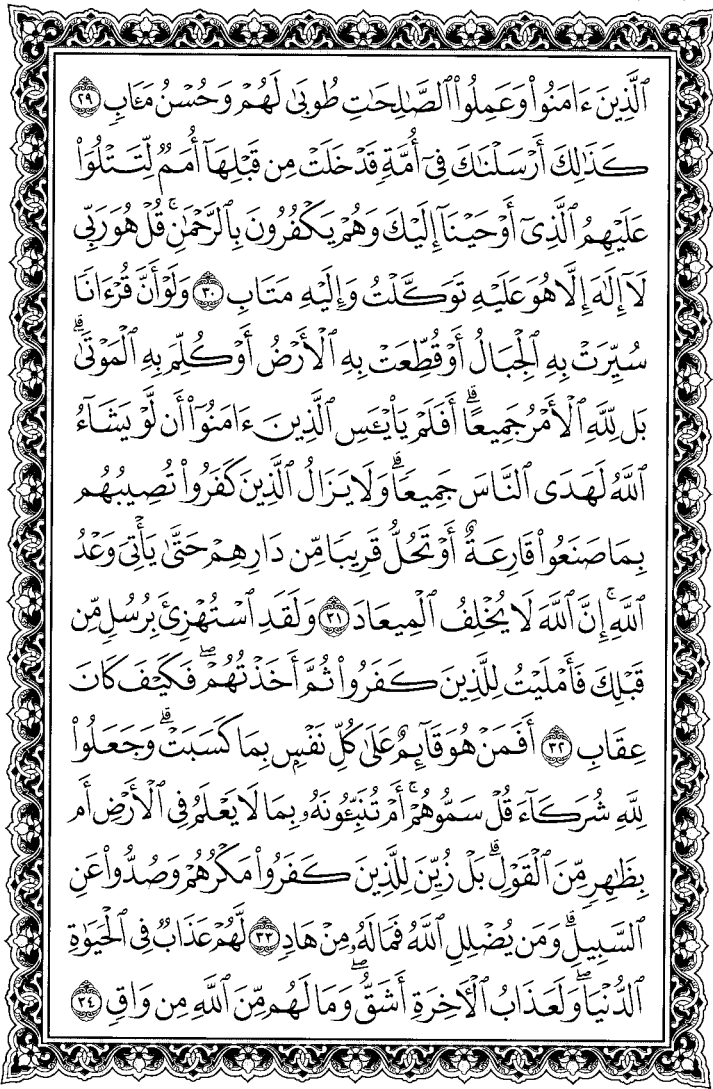 ٱلَّذِينَ ءَامَنُوا۟ وَعَمِلُوا۟ ٱلصَّـٰلِحَـٰتِ طُوبَىٰ لَهُمْ وَحُسْنُ مَـَٔابٍ ٢٩
كَذَٰلِكَ أَرْسَلْنَـٰكَ فِىٓ أُمَّةٍ قَدْ خَلَتْ مِن قَبْلِهَآ أُمَمٌ لِّتَتْلُوَا۟
عَلَيْهِمُ ٱلَّذِىٓ أَوْحَيْنَآ إِلَيْكَ وَهُمْ يَكْفُرُونَ بِٱلرَّحْمَـٰنِ ۚ قُلْ هُوَ رَبِّى
لَآ إِلَـٰهَ إِلَّا هُوَ عَلَيْهِ تَوَكَّلْتُ وَإِلَيْهِ مَتَابِ ٣٠ وَلَوْ أَنَّ قُرْءَانًا
سُيِّرَتْ بِهِ ٱلْجِبَالُ أَوْ قُطِّعَتْ بِهِ ٱلْأَرْضُ أَوْ كُلِّمَ بِهِ ٱلْمَوْتَىٰ ۗ
بَل لِّلَّهِ ٱلْأَمْرُ جَمِيعًا ۗ أَفَلَمْ يَا۟يْـَٔسِ ٱلَّذِينَ ءَامَنُوٓا۟ أَن لَّوْ يَشَآءُ
ٱللَّهُ لَهَدَى ٱلنَّاسَ جَمِيعًا ۗ وَلَا يَزَالُ ٱلَّذِينَ كَفَرُوا۟ تُصِيبُهُم
بِمَا صَنَعُوا۟ قَارِعَةٌ أَوْ تَحُلُّ قَرِيبًا مِّن دَارِهِمْ حَتَّىٰ يَأْتِىَ وَعْدُ
ٱللَّهِ ۚ إِنَّ ٱللَّهَ لَا يُخْلِفُ ٱلْمِيعَادَ ٣١ وَلَقَدِ ٱسْتُهْزِئَ بِرُسُلٍ مِّن
قَبْلِكَ فَأَمْلَيْتُ لِلَّذِينَ كَفَرُوا۟ ثُمَّ أَخَذْتُهُمْ ۖ فَكَيْفَ كَانَ
عِقَابِ ٣٢ أَفَمَنْ هُوَ قَآئِمٌ عَلَىٰ كُلِّ نَفْسٍۭ بِمَا كَسَبَتْ ۗ وَجَعَلُوا۟
لِلَّهِ شُرَكَآءَ قُلْ سَمُّوهُمْ ۚ أَمْ تُنَبِّـُٔونَهُۥ بِمَا لَا يَعْلَمُ فِى ٱلْأَرْضِ أَم
بِظَـٰهِرٍ مِّنَ ٱلْقَوْلِ ۗ بَلْ زُيِّنَ لِلَّذِينَ كَفَرُوا۟ مَكْرُهُمْ وَصُدُّوا۟ عَنِ
ٱلسَّبِيلِ ۗ وَمَن يُضْلِلِ ٱللَّهُ فَمَا لَهُۥ مِنْ هَادٍ ٣٣ لَّهُمْ عَذَابٌ فِى ٱلْحَيَوٰةِ
ٱلدُّنْيَا ۖ وَلَعَذَابُ ٱلْـَٔاخِرَةِ أَشَقُّ ۖ وَمَا لَهُم مِّنَ ٱللَّهِ مِن وَاقٍ ٣٤